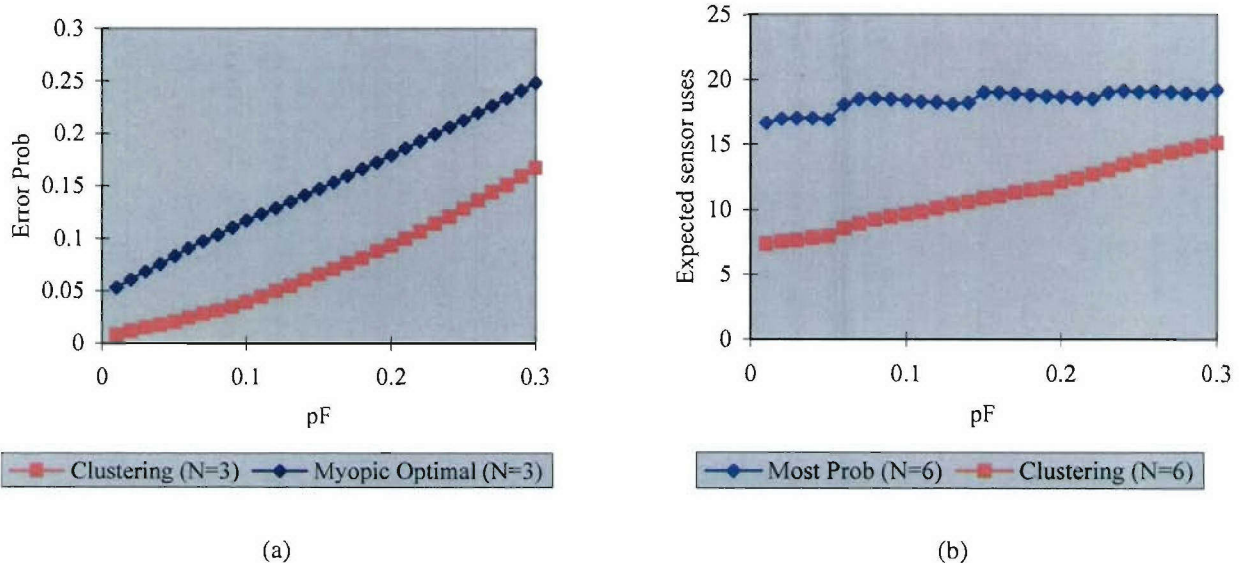 0.3
0.25
0.2
0.15
0.1
0.05
0
Error Prob
0 0.1 0.2 0.3
pF
Clustering (N=3) Myopic Optimal (N=3)
(a)
25
20
15
10
5
0
Expected sensor uses
0 0.1 0.2 0.3
pF
Most Prob (N=6) Clustering (N=6)
(b)